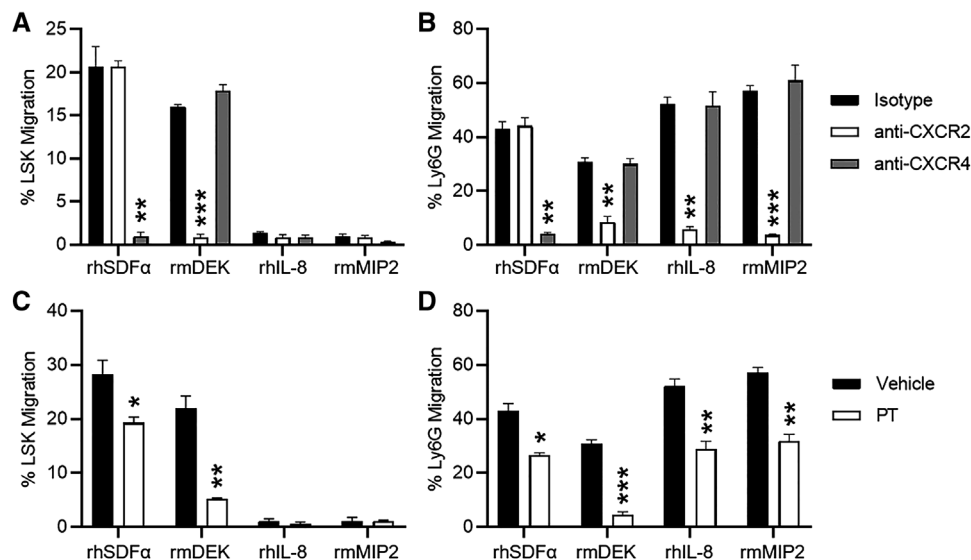 A
% LSK Migration
25
20
15
10
5
0
**
***
rhSDFα rmDEK rhIL-8 rmMIP2
B
% Ly6G Migration
80
60
40
20
0
**
**
**
***
rhSDFα rmDEK rhIL-8 rmMIP2
Isotype
anti-CXCR2
anti-CXCR4
C
% LSK Migration
40
30
20
10
0
*
**
rhSDFα rmDEK rhIL-8 rmMIP2
D
% Ly6G Migration
80
60
40
20
0
*
***
**
**
rhSDFα rmDEK rhIL-8 rmMIP2
Vehicle
PT